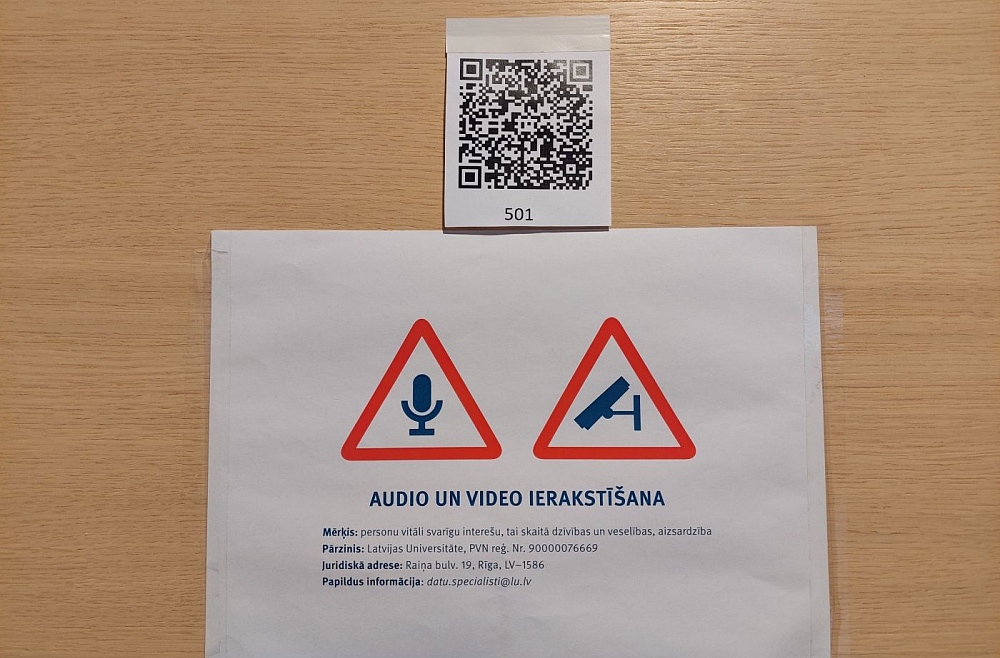 501
AUDIO UN VIDEO IERAKSTĪŠANA
Mērķis: personu vitāli svarīgu interešu, tai skaitā dzīvības un veselības, aizsardzība
Pārzinis: Latvijas Universitāte, PVN reģ. Nr. 90000076669
Juridiskā adrese: Raiņa bulv. 19, Rīga, LV–1586
Papildus informācija: datu.specialisti@lu.lv